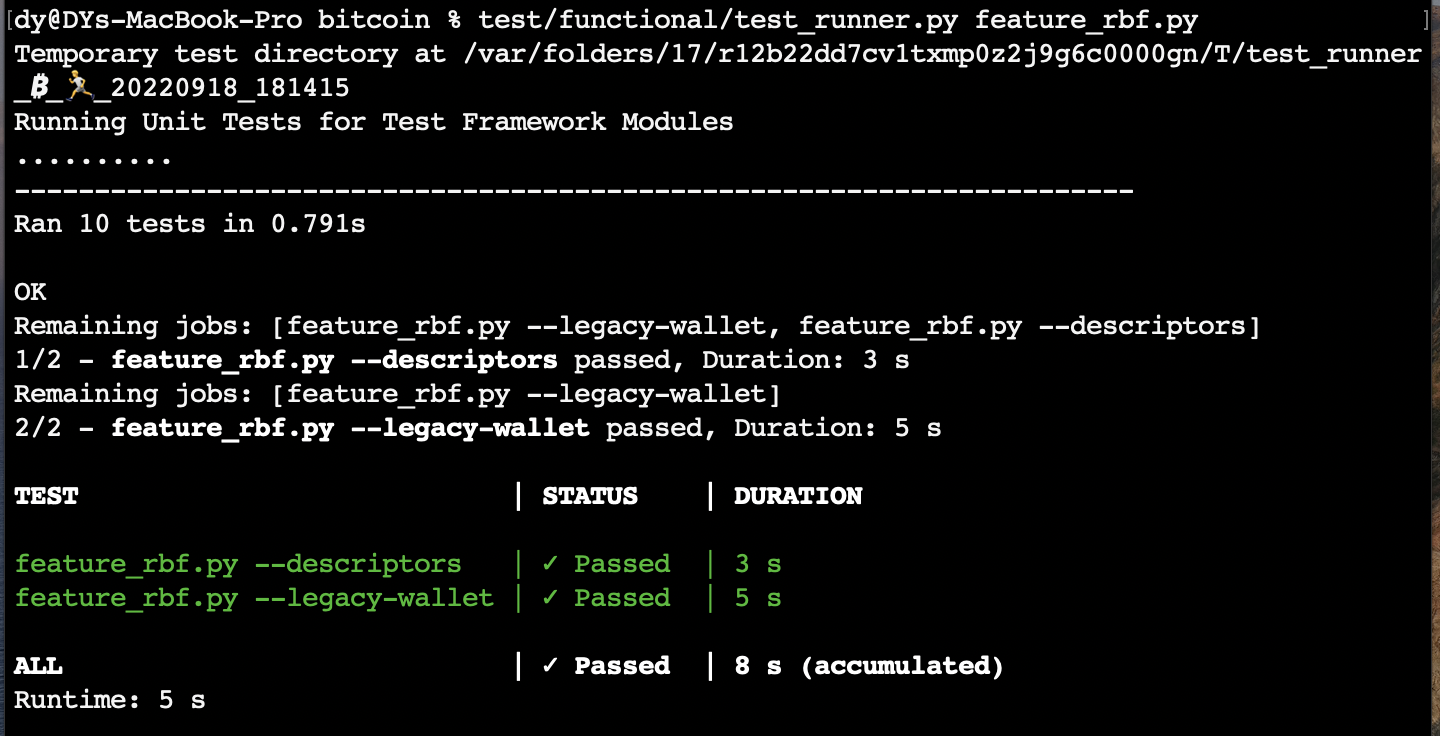 [dy@DYs-MacBook-Pro bitcoin % test/functional/test_runner.py feature_rbf.py ]
Temporary test directory at /var/folders/17/r12b22dd7cv1txmp0z2j9g6c0000gn/T/test_runner
_₿_🏃_20220918_181415
Running Unit Tests for Test Framework Modules
..........
----------------------------------------------------------------------
Ran 10 tests in 0.791s
OK
Remaining jobs: [feature_rbf.py --legacy-wallet, feature_rbf.py --descriptors]
1/2 - feature_rbf.py --descriptors passed, Duration: 3 s
Remaining jobs: [feature_rbf.py --legacy-wallet]
2/2 - feature_rbf.py --legacy-wallet passed, Duration: 5 s
TEST | STATUS | DURATION
feature_rbf.py --descriptors | ✓ Passed | 3 s
feature_rbf.py --legacy-wallet | ✓ Passed | 5 s
ALL | ✓ Passed | 8 s (accumulated)
Runtime: 5 s